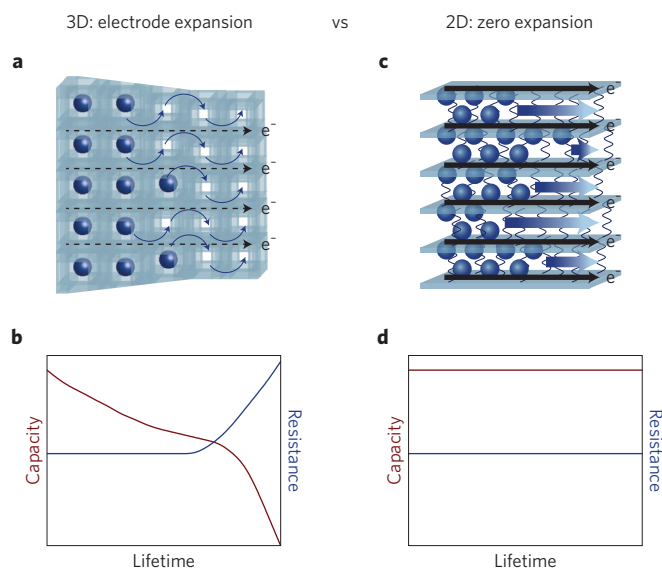 3D: electrode expansion vs 2D: zero expansion
a
e-
e-
e-
e-
c
e-
e-
e-
e-
e-
e-
b
Capacity
Resistance
Lifetime
d
Capacity
Resistance
Lifetime